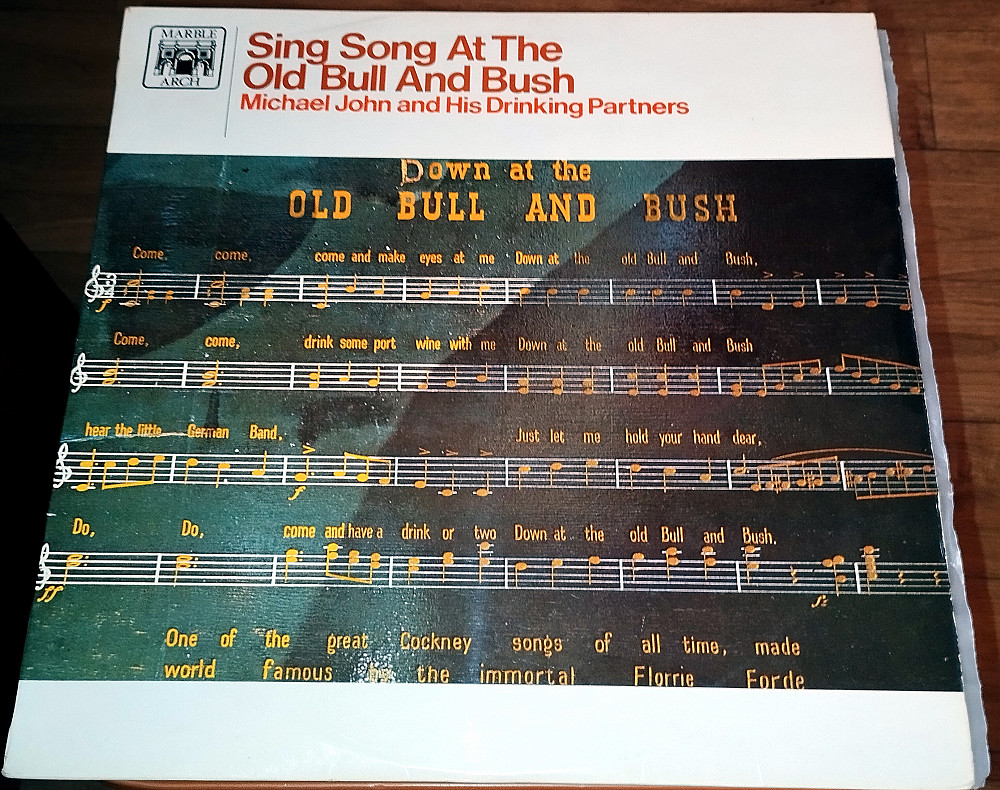 MARBLE
ARCH
Sing Song At The
Old Bull And Bush
Michael John and His Drinking Partners
Down at the
OLD BULL AND BUSH
Come, come, come and make eyes at me Down at the old Bull and Bush,
f
Come, come, drink some port wine with me Down at the old Bull and Bush
hear the little German Band, Just let me hold your hand dear,
f
Do, Do, come and have a drink or two Down at the old Bull and Bush.
ff
One of the great Cockney songs of all time, made
world famous by the immortal Florrie Forde